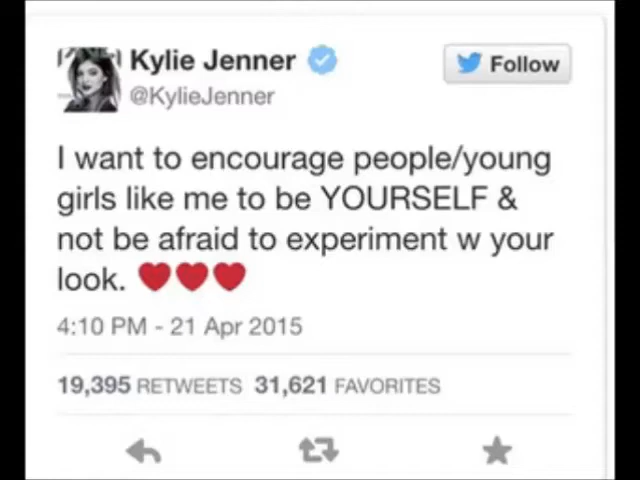 Kylie Jenner
Follow
@KylieJenner
I want to encourage people/young
girls like me to be YOURSELF &
not be afraid to experiment w your
look. ❤❤❤
4:10 PM - 21 Apr 2015
19,395 RETWEETS 31,621 FAVORITES